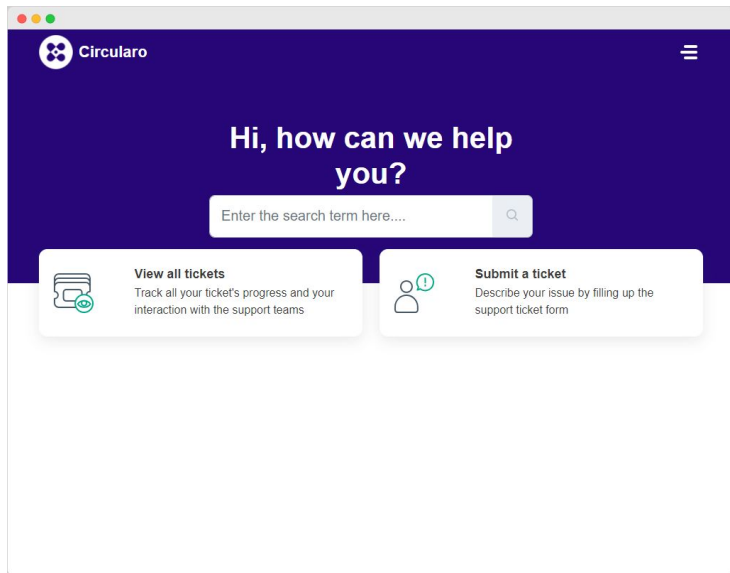 Circularo
Hi, how can we help
you?
Enter the search term here....
View all tickets
Track all your ticket's progress and your
interaction with the support teams
Submit a ticket
Describe your issue by filling up the
support ticket form